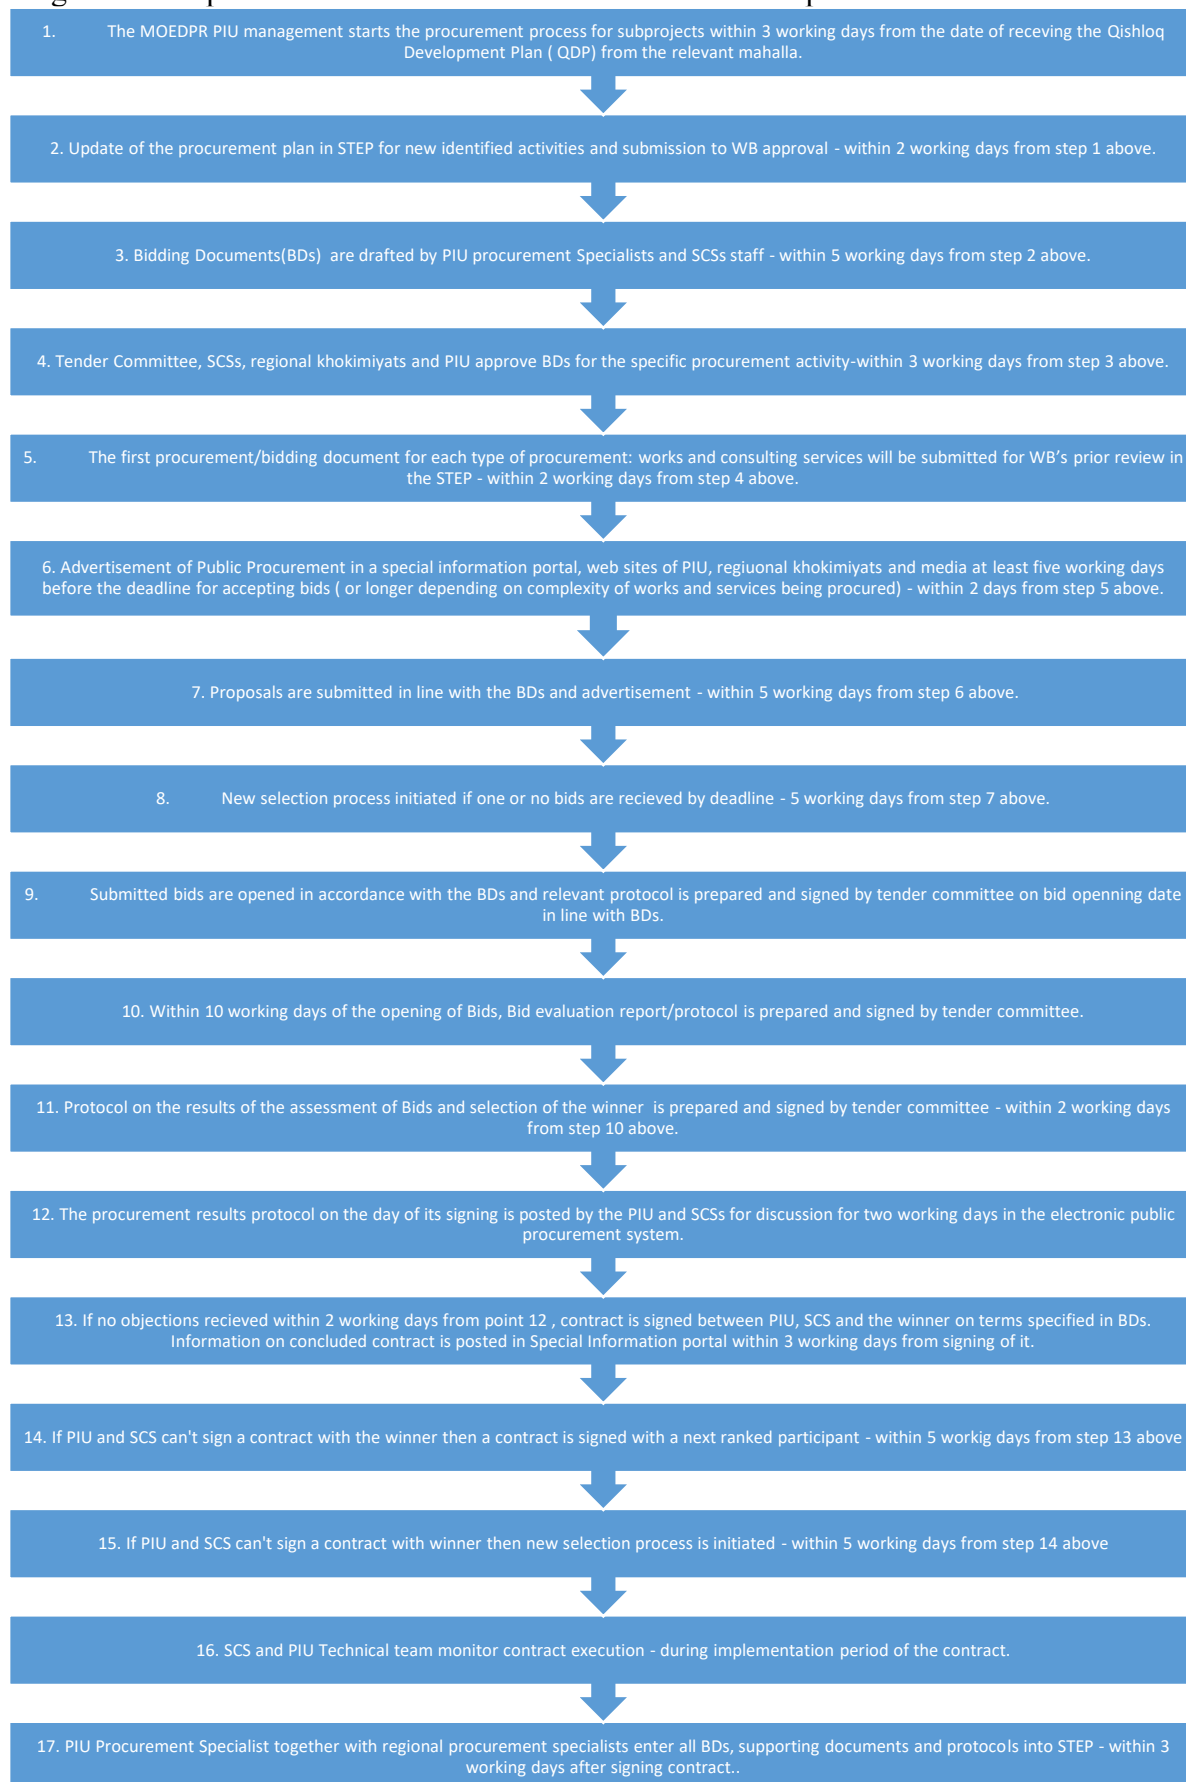 1. The MOEDPR PIU management starts the procurement process for subprojects within 3 working days from the date of receving the Qishloq
Development Plan ( QDP) from the relevant mahalla.
2. Update of the procurement plan in STEP for new identified activities and submission to WB approval - within 2 working days from step 1 above.
3. Bidding Documents(BDs) are drafted by PIU procurement Specialists and SCSs staff - within 5 working days from step 2 above.
4. Tender Committee, SCSs, regional khokimiyats and PIU approve BDs for the specific procurement activity-within 3 working days from step 3 above.
5. The first procurement/bidding document for each type of procurement: works and consulting services will be submitted for WB’s prior review in
the STEP - within 2 working days from step 4 above.
6. Advertisement of Public Procurement in a special information portal, web sites of PIU, regiuonal khokimiyats and media at least five working days
before the deadline for accepting bids ( or longer depending on complexity of works and services being procured) - within 2 days from step 5 above.
7. Proposals are submitted in line with the BDs and advertisement - within 5 working days from step 6 above.
8. New selection process initiated if one or no bids are recieved by deadline - 5 working days from step 7 above.
9. Submitted bids are opened in accordance with the BDs and relevant protocol is prepared and signed by tender committee on bid openning date
in line with BDs.
10. Within 10 working days of the opening of Bids, Bid evaluation report/protocol is prepared and signed by tender committee.
11. Protocol on the results of the assessment of Bids and selection of the winner is prepared and signed by tender committee - within 2 working days
from step 10 above.
12. The procurement results protocol on the day of its signing is posted by the PIU and SCSs for discussion for two working days in the electronic public
procurement system.
13. If no objections recieved within 2 working days from point 12 , contract is signed between PIU, SCS and the winner on terms specified in BDs.
Information on concluded contract is posted in Special Information portal within 3 working days from signing of it.
14. If PIU and SCS can't sign a contract with the winner then a contract is signed with a next ranked participant - within 5 workig days from step 13 above
15. If PIU and SCS can't sign a contract with winner then new selection process is initiated - within 5 working days from step 14 above
16. SCS and PIU Technical team monitor contract execution - during implementation period of the contract.
17. PIU Procurement Specialist together with regional procurement specialists enter all BDs, supporting documents and protocols into STEP - within 3
working days after signing contract..